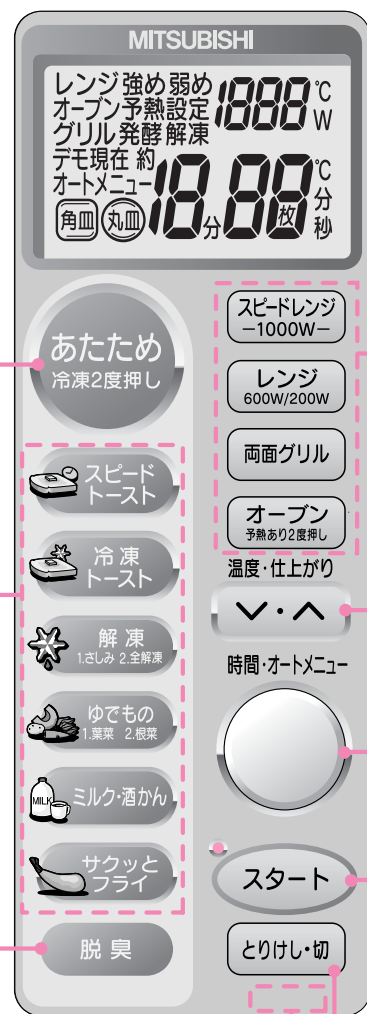 MITSUBISHI
レンジ 強め 弱め
オーブン 予熱 設定
グリル 発酵 解凍
1888 ℃
W
デモ現在 約
オートメニュー
角皿 丸皿
18分88枚
℃
分
秒
あたため
冷凍2度押し
スピードレンジ
－1000W－
レンジ
600W/200W
両面グリル
オーブン
予熱あり2度押し
スピード
トースト
冷凍
トースト
解凍
1.さしみ 2.全解凍
ゆでもの
1.葉菜 2.根菜
MILK
ミルク・酒かん
サクッと
フライ
脱臭
温度・仕上がり
∨・∧
時間・オートメニュー
スタート
とりけし・切